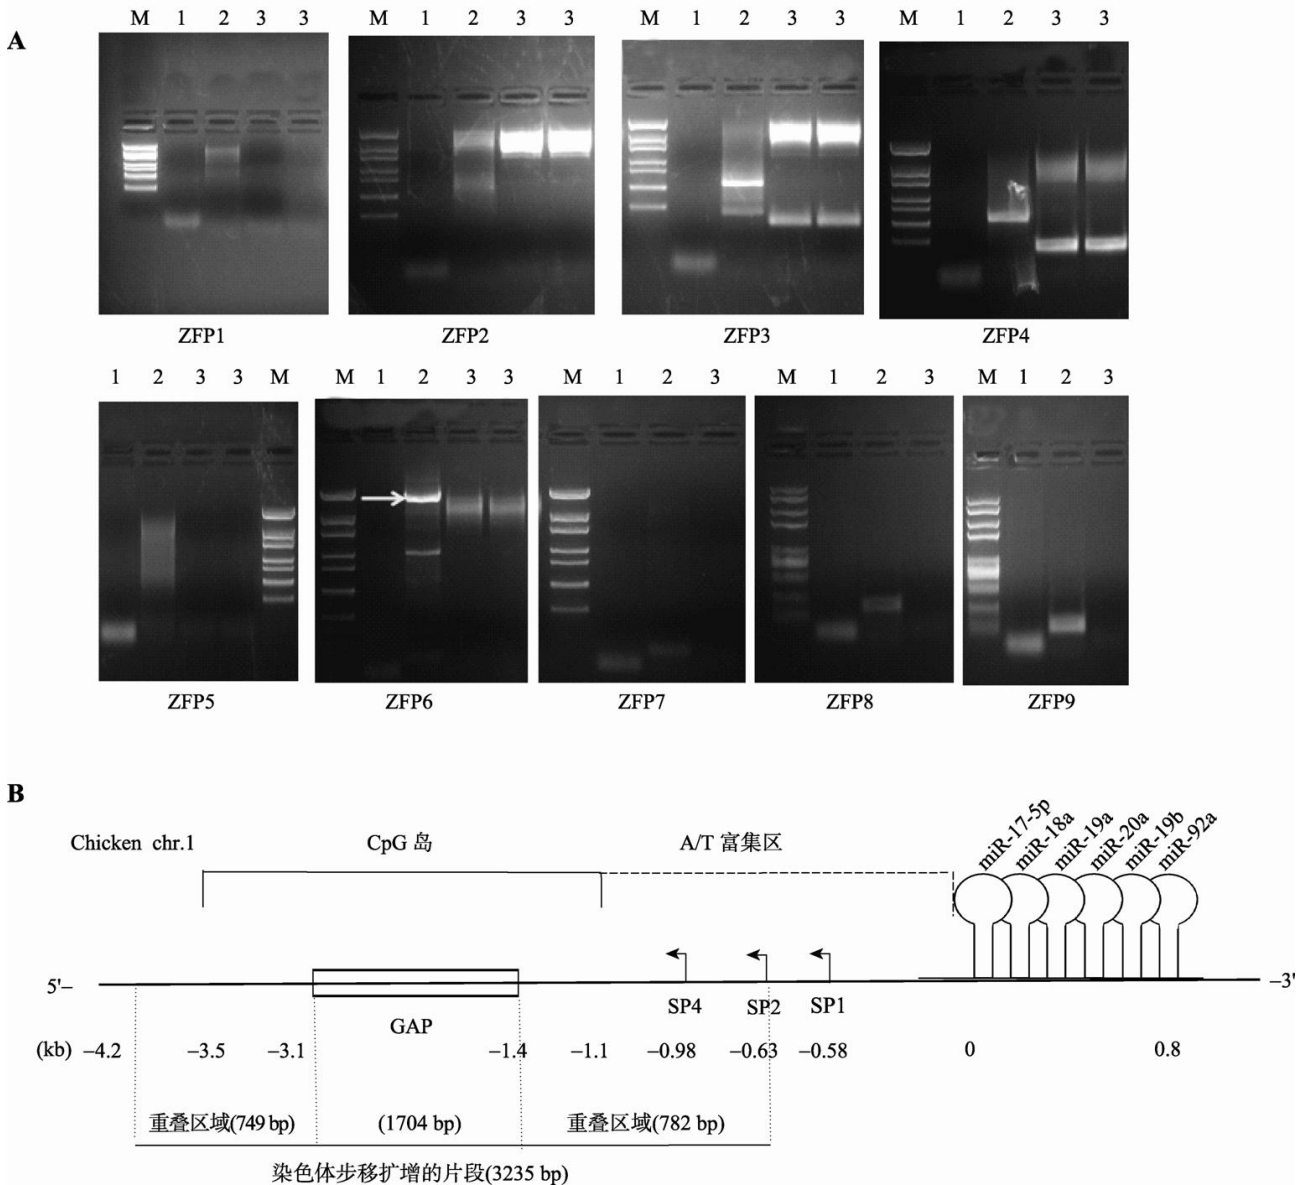 A
M 1 2 3 3
M 1 2 3 3
M 1 2 3 3
M 1 2 3 3
ZFP1
ZFP2
ZFP3
ZFP4
1 2 3 3 M
M 1 2 3 3
M 1 2 3
M 1 2 3
M 1 2 3
ZFP5
ZFP6
ZFP7
ZFP8
ZFP9
B
miR-17-5p
miR-18a
miR-19a
miR-20a
miR-19b
miR-92a
Chicken chr.1
CpG 岛
A/T 富集区
5'–
–3'
SP4
SP2
SP1
GAP
(kb) –4.2 –3.5 –3.1 –1.4 –1.1 –0.98 –0.63 –0.58 0 0.8
重叠区域(749 bp) (1704 bp) 重叠区域(782 bp)
染色体步移扩增的片段(3235 bp)